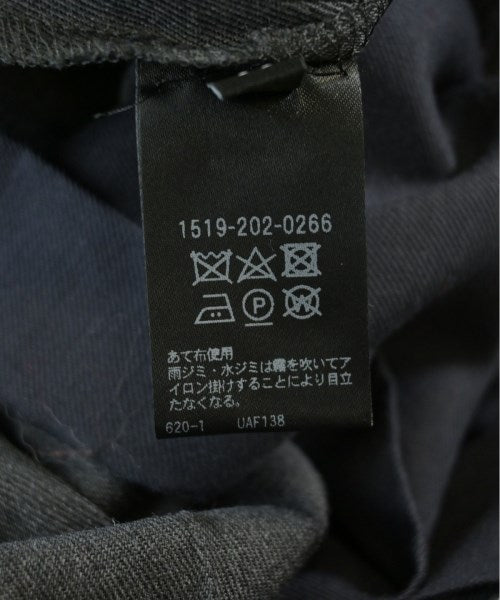 1519-202-0266
P
W
あて布使用
雨ジミ・水ジミは霧を吹いてア
イロン掛けすることにより目立
たなくなる。
620-1 UAF138